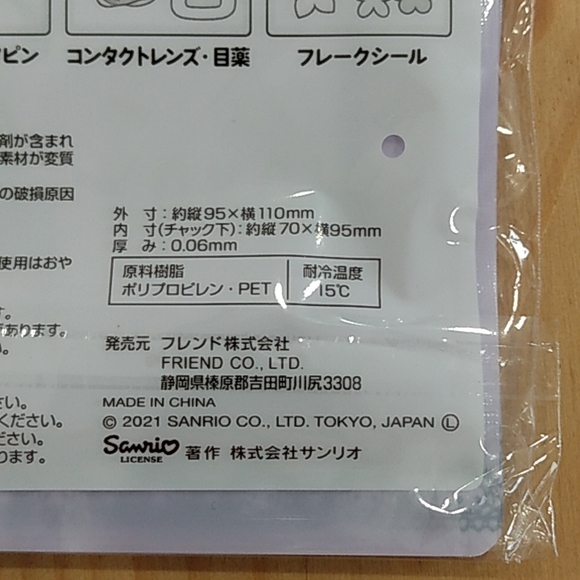 ピン
コンタクトレンズ・目薬
フレークシール
剤が含まれ
素材が変質
の破損原因
外 寸：約縦95×横110mm
内 寸（チャック下）：約縦70×横95mm
厚 み：0.06mm
使用はおや
原料樹脂
ポリプロピレン・PET
耐冷温度
15℃
す。
あります。
い。
発売元 フレンド株式会社
FRIEND CO., LTD.
静岡県榛原郡吉田町川尻3308
さい。
MADE IN CHINA
ください。
© 2021 SANRIO CO., LTD. TOKYO, JAPAN Ⓛ
ださい。
ります。
Sanrio
LICENSE
著作 株式会社サンリオ